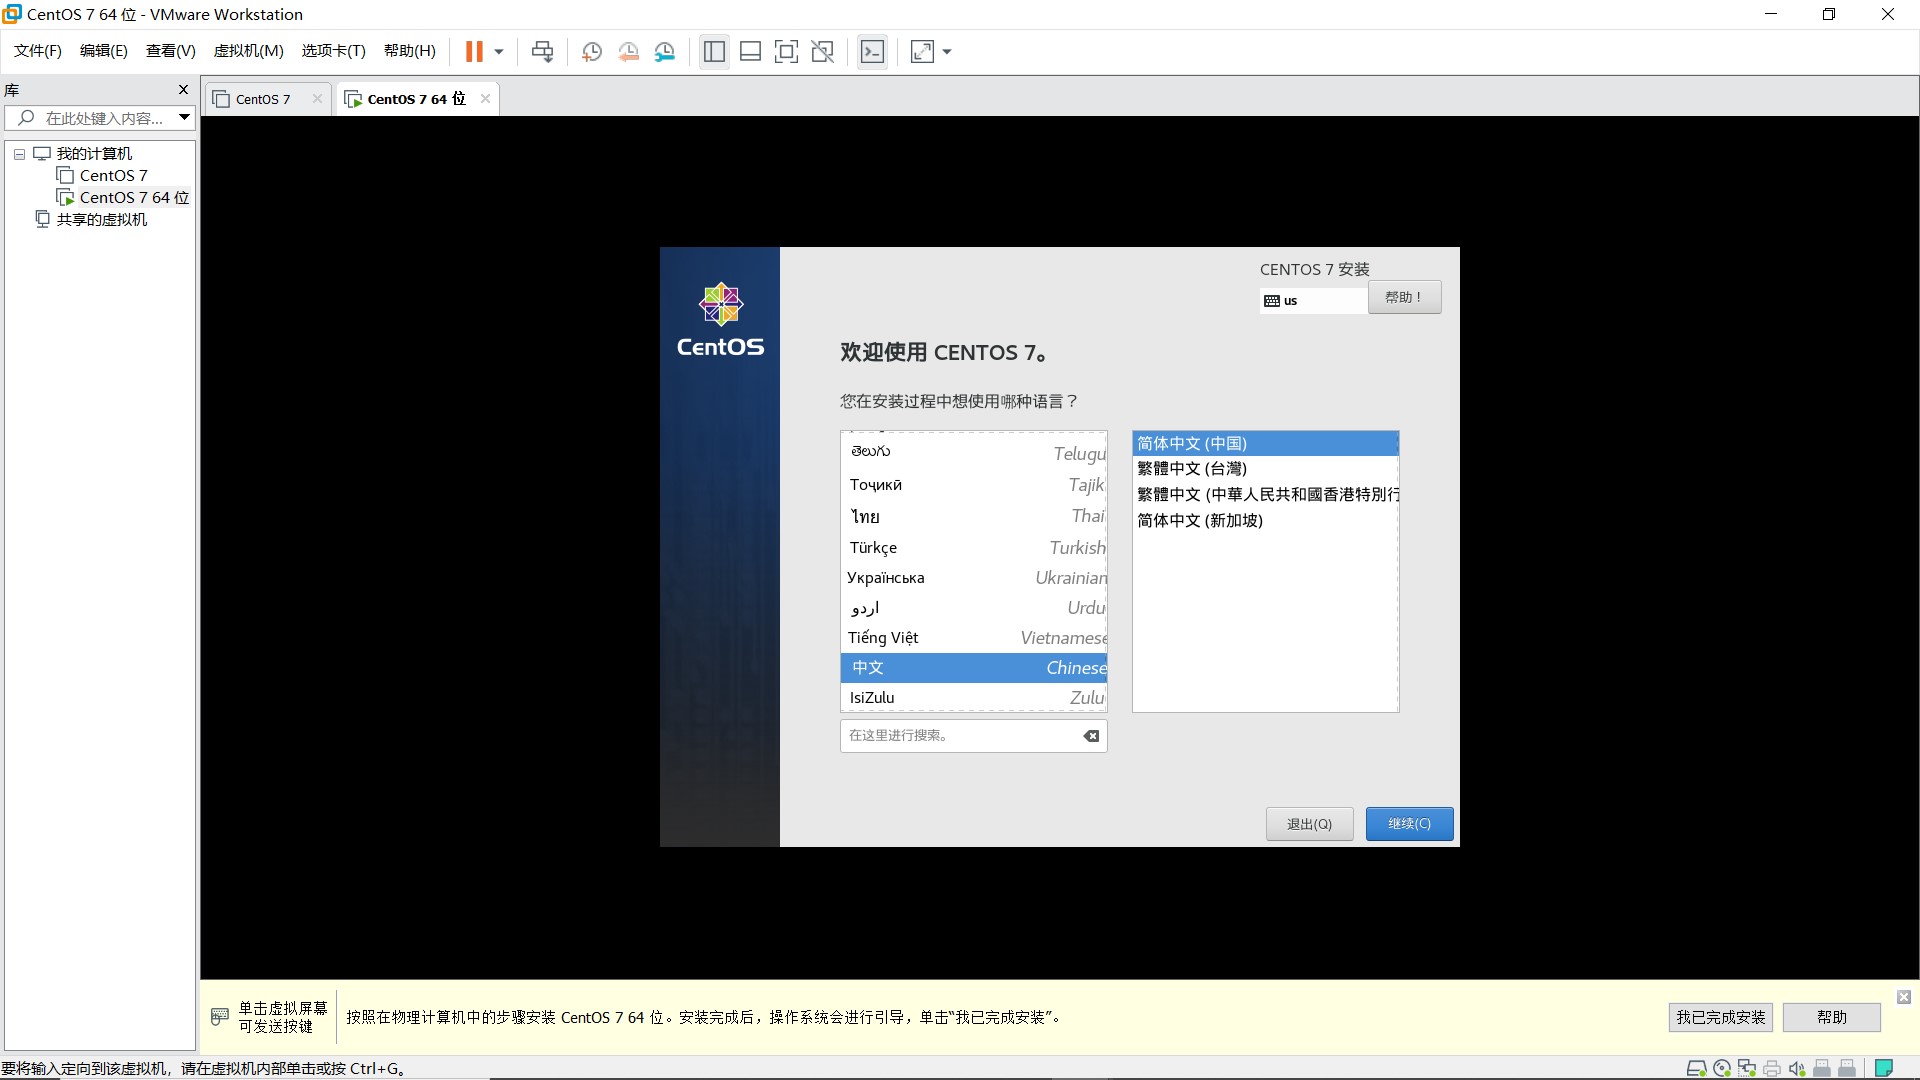 CentOS 7 64 位 - VMware Workstation
文件(F) 编辑(E) 查看(V) 虚拟机(M) 选项卡(T) 帮助(H)
库
在此处键入内容...
我的计算机
CentOS 7
CentOS 7 64 位
共享的虚拟机
CentOS 7
CentOS 7 64 位
CentOS
CENTOS 7 安装
us
帮助！
欢迎使用 CENTOS 7。
您在安装过程中想使用哪种语言？
తెలుగు Telugu
Тоҷикӣ Tajik
ไทย Thai
Türkçe Turkish
Українська Ukrainian
اردو Urdu
Tiếng Việt Vietnamese
中文 Chinese
IsiZulu Zulu
在这里进行搜索。
简体中文 (中国)
繁體中文 (台灣)
繁體中文 (中華人民共和國香港特別行
简体中文 (新加坡)
退出(Q)
继续(C)
单击虚拟屏幕
可发送按键
按照在物理计算机中的步骤安装 CentOS 7 64 位。安装完成后，操作系统会进行引导，单击“我已完成安装”。
我已完成安装
帮助
要将输入定向到该虚拟机，请在虚拟机内部单击或按 Ctrl+G。